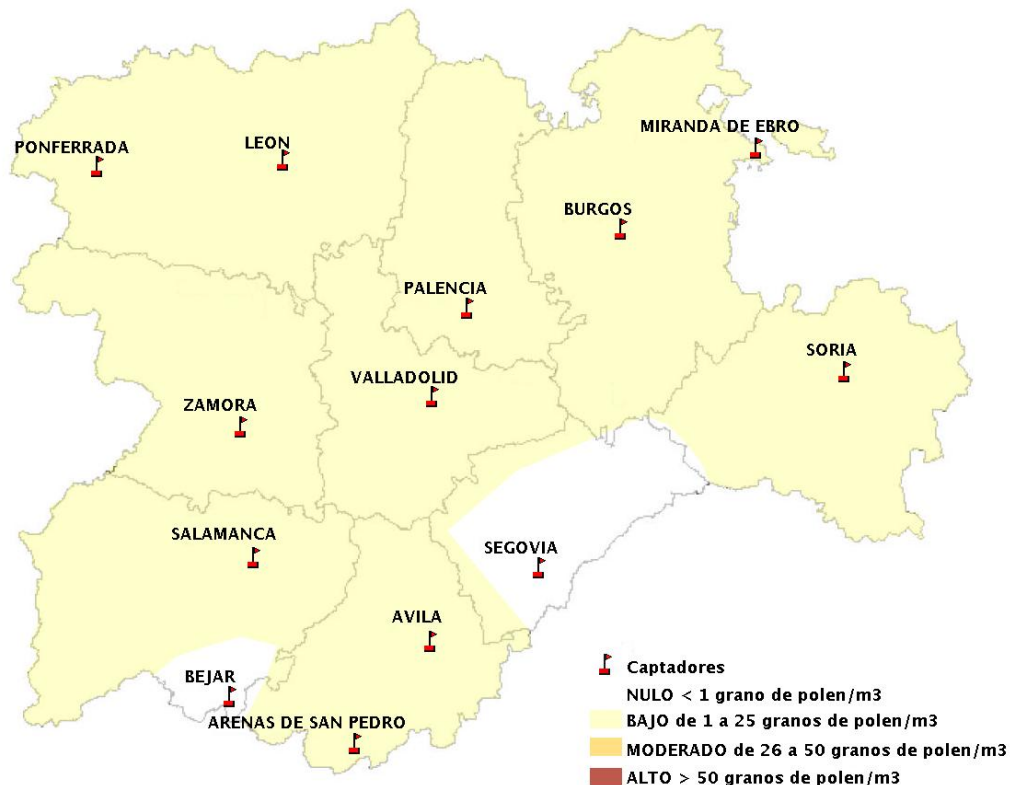 MIRANDA DE EBRO
PONFERRADA
LEON
BURGOS
PALENCIA
SORIA
VALLADOLID
ZAMORA
SALAMANCA
SEGOVIA
AVILA
BEJAR
ARENAS DE SAN PEDRO
Captadores
NULO < 1 grano de polen/m3
BAJO de 1 a 25 granos de polen/m3
MODERADO de 26 a 50 granos de polen/m3
ALTO > 50 granos de polen/m3